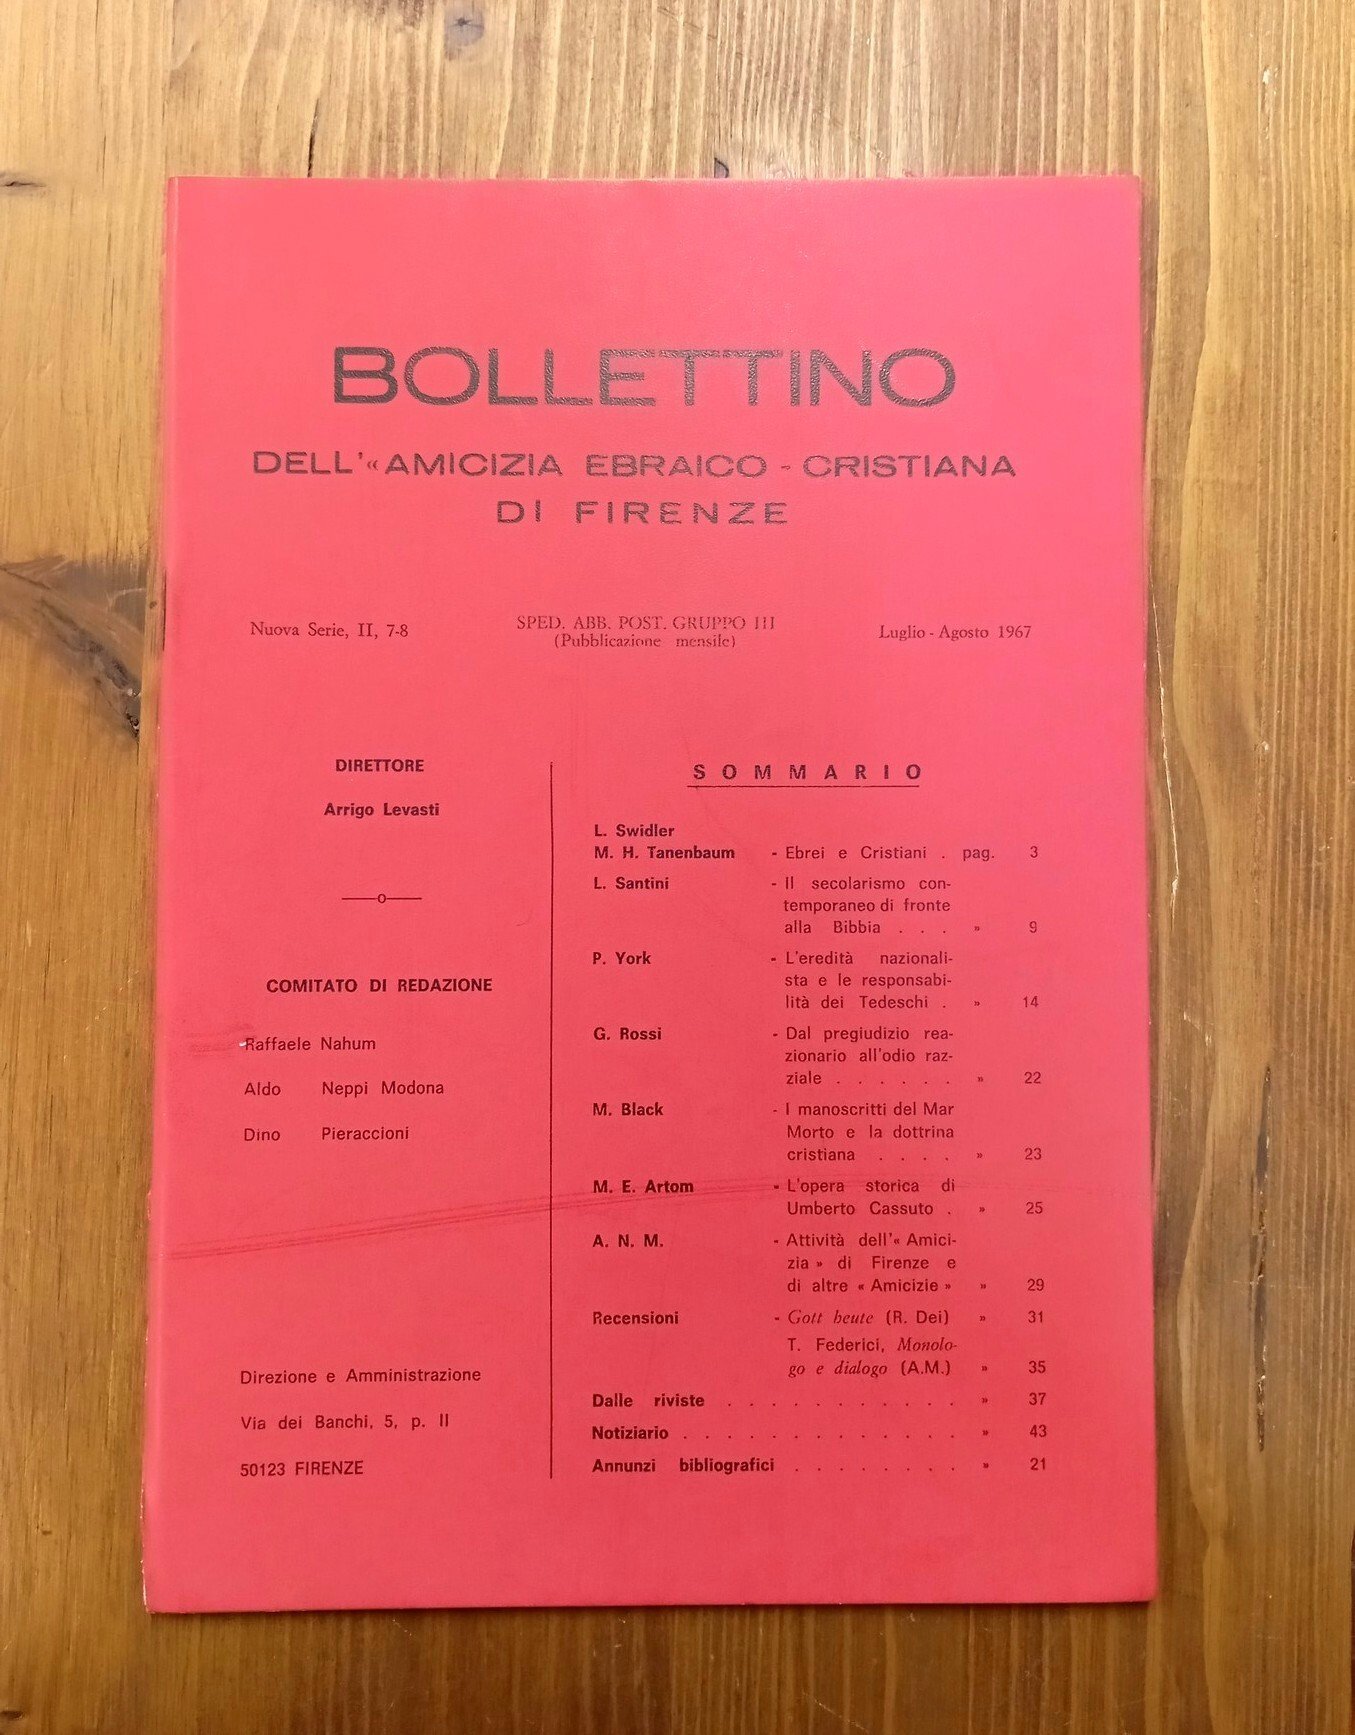 BOLLETTINO
DELL'« AMICIZIA EBRAICO - CRISTIANA
DI FIRENZE
Nuova Serie, II, 7-8
SPED. ABB. POST. GRUPPO III
(Pubblicazione mensile)
Luglio - Agosto 1967
DIRETTORE
Arrigo Levasti
—o—
COMITATO DI REDAZIONE
Raffaele Nahum
Aldo Neppi Modona
Dino Pieraccioni
Direzione e Amministrazione
Via dei Banchi, 5, p. II
50123 FIRENZE
SOMMARIO
L. Swidler
M. H. Tanenbaum - Ebrei e Cristiani . pag. 3
L. Santini - Il secolarismo con-
temporaneo di fronte
alla Bibbia . . . » 9
P. York - L'eredità nazionali-
sta e le responsabi-
lità dei Tedeschi . » 14
G. Rossi - Dal pregiudizio rea-
zionario all'odio raz-
ziale . . . . . . » 22
M. Black - I manoscritti del Mar
Morto e la dottrina
cristiana . . . . » 23
M. E. Artom - L'opera storica di
Umberto Cassuto . » 25
A. N. M. - Attività dell'« Amici-
zia » di Firenze e
di altre « Amicizie » » 29
Recensioni - Gott heute (R. Dei) » 31
T. Federici, Monolo-
go e dialogo (A.M.) » 35
Dalle riviste . . . . . . . . . . . » 37
Notiziario . . . . . . . . . . . . . » 43
Annunzi bibliografici . . . . . . . . » 21